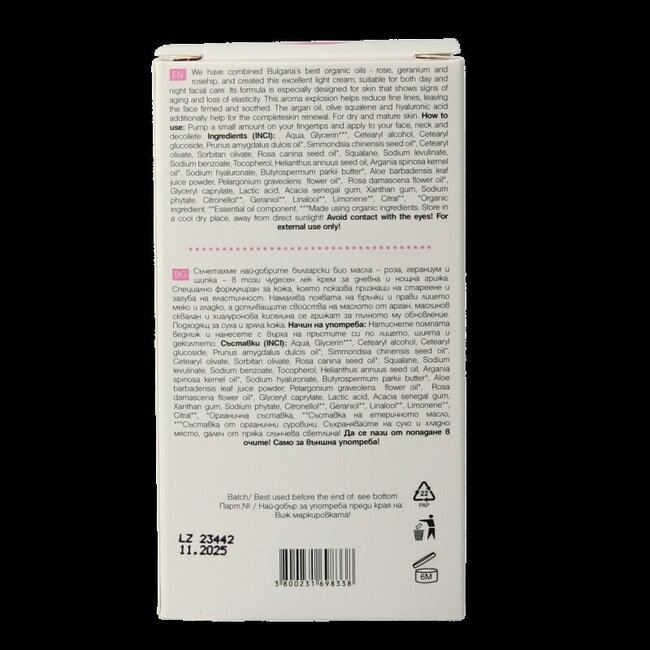 EN We have combined Bulgaria's best organic oils - rose, geranium and
rosehip, and created this excellent light cream, suitable for both day and
night facial care. Its formula is especially designed for skin that shows signs of
aging and loss of elasticity. This aroma explosion helps reduce fine lines, leaving
the face firmed and soothed. The argan oil, olive squalene and hyaluronic acid
additionally help for the completeskin renewal. For dry and mature skin. How to
use: Pump a small amount on your fingertips and apply to your face, neck and
decollete. Ingredients (INCI): Aqua, Glycerin***, Cetearyl alcohol, Cetearyl
glucoside, Prunus amygdalus dulcis oil*, Simmondsia chinensis seed oil*, Cetearyl
olivate, Sorbitan olivate, Rosa canina seed oil*, Squalane, Sodium levulinate,
Sodium benzoate, Tocopherol, Helianthus annuus seed oil, Argania spinosa kernel
oil*, Sodium hyaluronate, Butyrospermum parkii butter*, Aloe barbadensis leaf
juice powder, Pelargonium graveolens flower oil*, Rosa damascena flower oil*,
Glyceryl caprylate, Lactic acid, Acacia senegal gum, Xanthan gum, Sodium
phytate, Citronellol**, Geraniol**, Linalool**, Limonene**, Citral**. *Organic
ingredient, **Essential oil component, ***Made using organic ingredients. Store in
a cool dry place, away from direct sunlight! Avoid contact with the eyes! For
external use only!
BG Съчетахме най-добрите български био масла - роза, гераниум и
шипка - в този чудесен лек крем за дневна и нощна грижа.
Специално формулиран за кожа, която показва признаци на стареене и
загуба на еластичност. Намалява появата на бръчки и прави лицето
меко и гладко, а допълващите свойства на маслото от арган, маслинов
сквалан и хиалуронова киселина се грижат за пълното му обновление.
Подходящ за суха и зряла кожа. Начин на употреба: Натиснете помпата
веднъж и нанесете с върха на пръстите си по лицето, шията и
деколтето. Съставки (INCI): Aqua, Glycerin***, Cetearyl alcohol, Cetearyl
glucoside, Prunus amygdalus dulcis oil*, Simmondsia chinensis seed oil*,
Cetearyl olivate, Sorbitan olivate, Rosa canina seed oil*, Squalane, Sodium
levulinate, Sodium benzoate, Tocopherol, Helianthus annuus seed oil, Argania
spinosa kernel oil*, Sodium hyaluronate, Butyrospermum parkii butter*, Aloe
barbadensis leaf juice powder, Pelargonium graveolens flower oil*, Rosa
damascena flower oil*, Glyceryl caprylate, Lactic acid, Acacia senegal gum,
Xanthan gum, Sodium phytate, Citronellol**, Geraniol**, Linalool**, Limonene**,
Citral**. *Органична съставка, **Съставка на етеричното масло,
***Съставка от органични суровини. Съхранявайте на сухо и хладно
място, далеч от пряка слънчева светлина! Да се пази от попадане в
очите! Само за външна употреба!
Batch/ Best used before the end of: see bottom
Парт.№ / Най-добър за употреба преди края на:
Виж маркировката!
22
PAP
LZ 23442
11.2025
3 800231 698338
6M